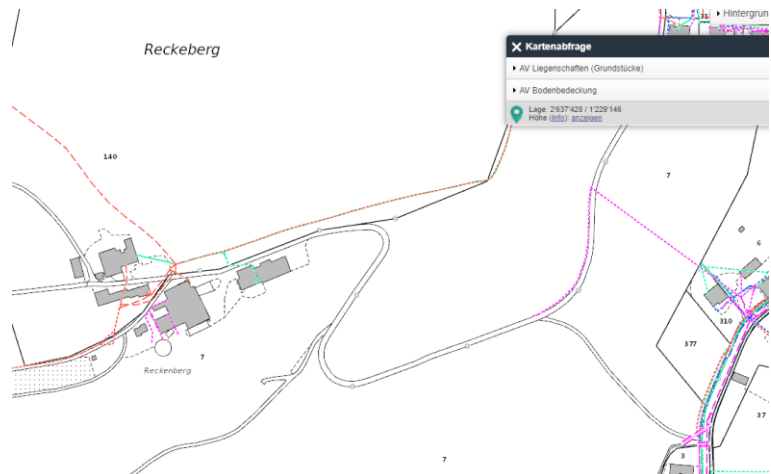 Hintergrun
Reckeberg
Kartenabfrage
AV Liegenschaften (Grundstücke)
AV Bodenbedeckung
Lage: 2'637'428 / 1'229'146
Höhe (Info): anzeigen
140
7
6
310
377
7
Reckenberg
37
3
7